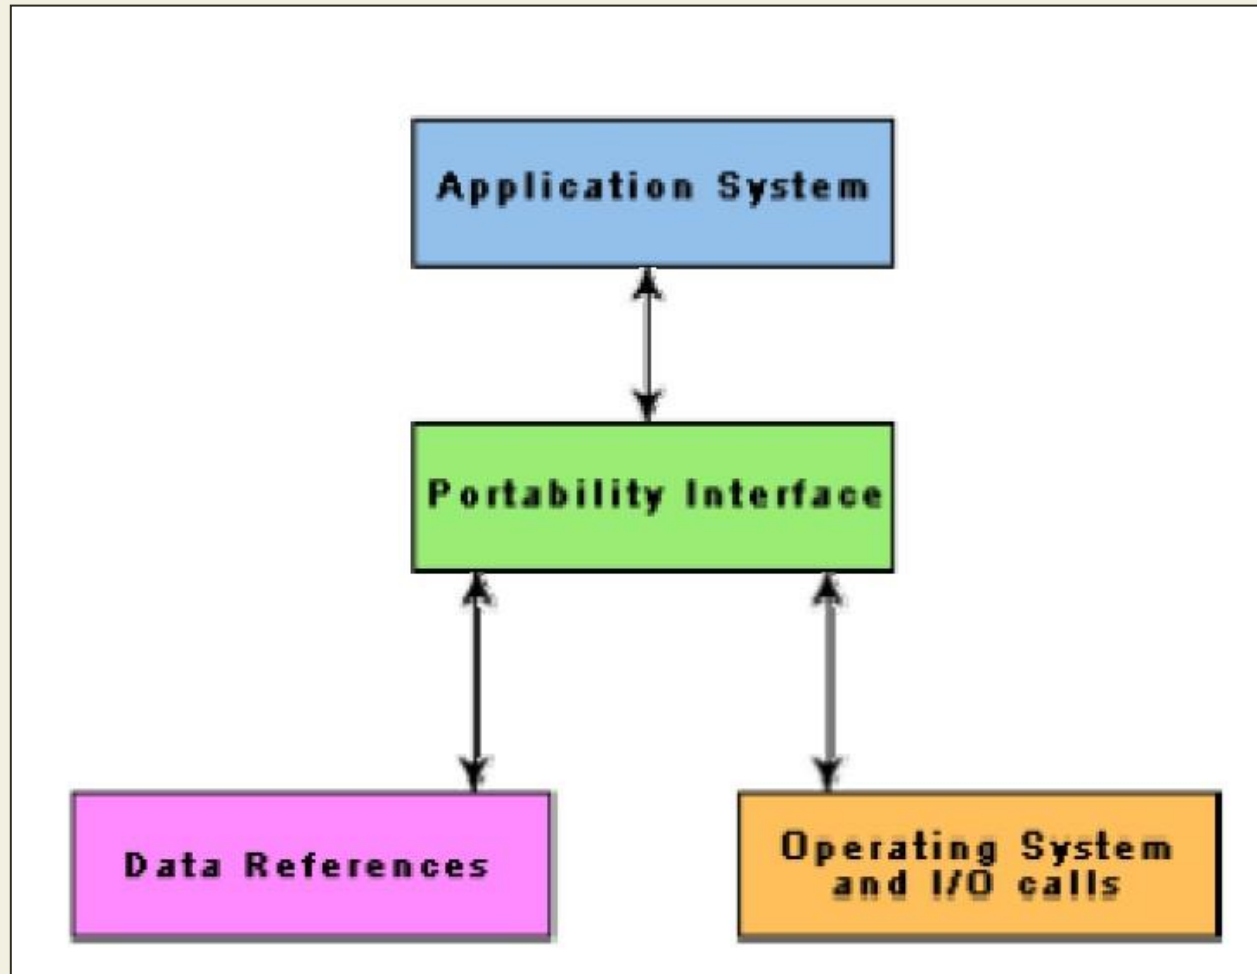 Application System
Portability Interface
Data References
Operating System
and I/O calls